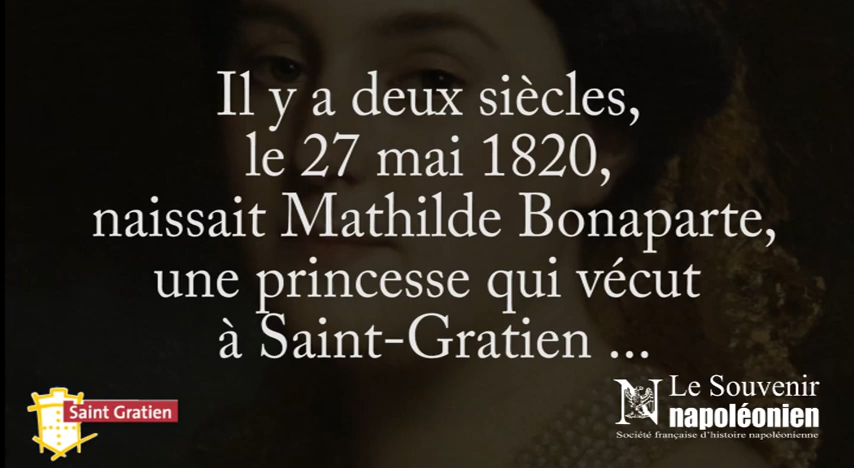 Il y a deux siècles,
le 27 mai 1820,
naissait Mathilde Bonaparte,
une princesse qui vécut
à Saint-Gratien ...
Saint Gratien
N
Le Souvenir
napoléonien
Société française d'histoire napoléonienne